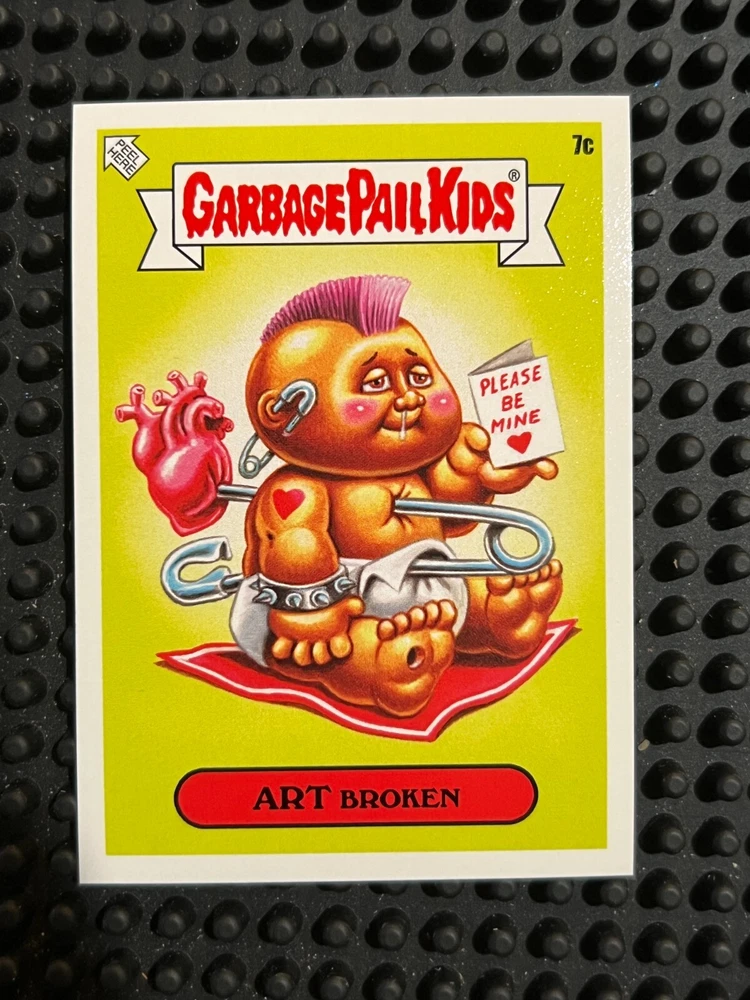 PEEL
HERE
7c
GARBAGE PAIL KIDS®
PLEASE
BE
MINE
ART BROKEN